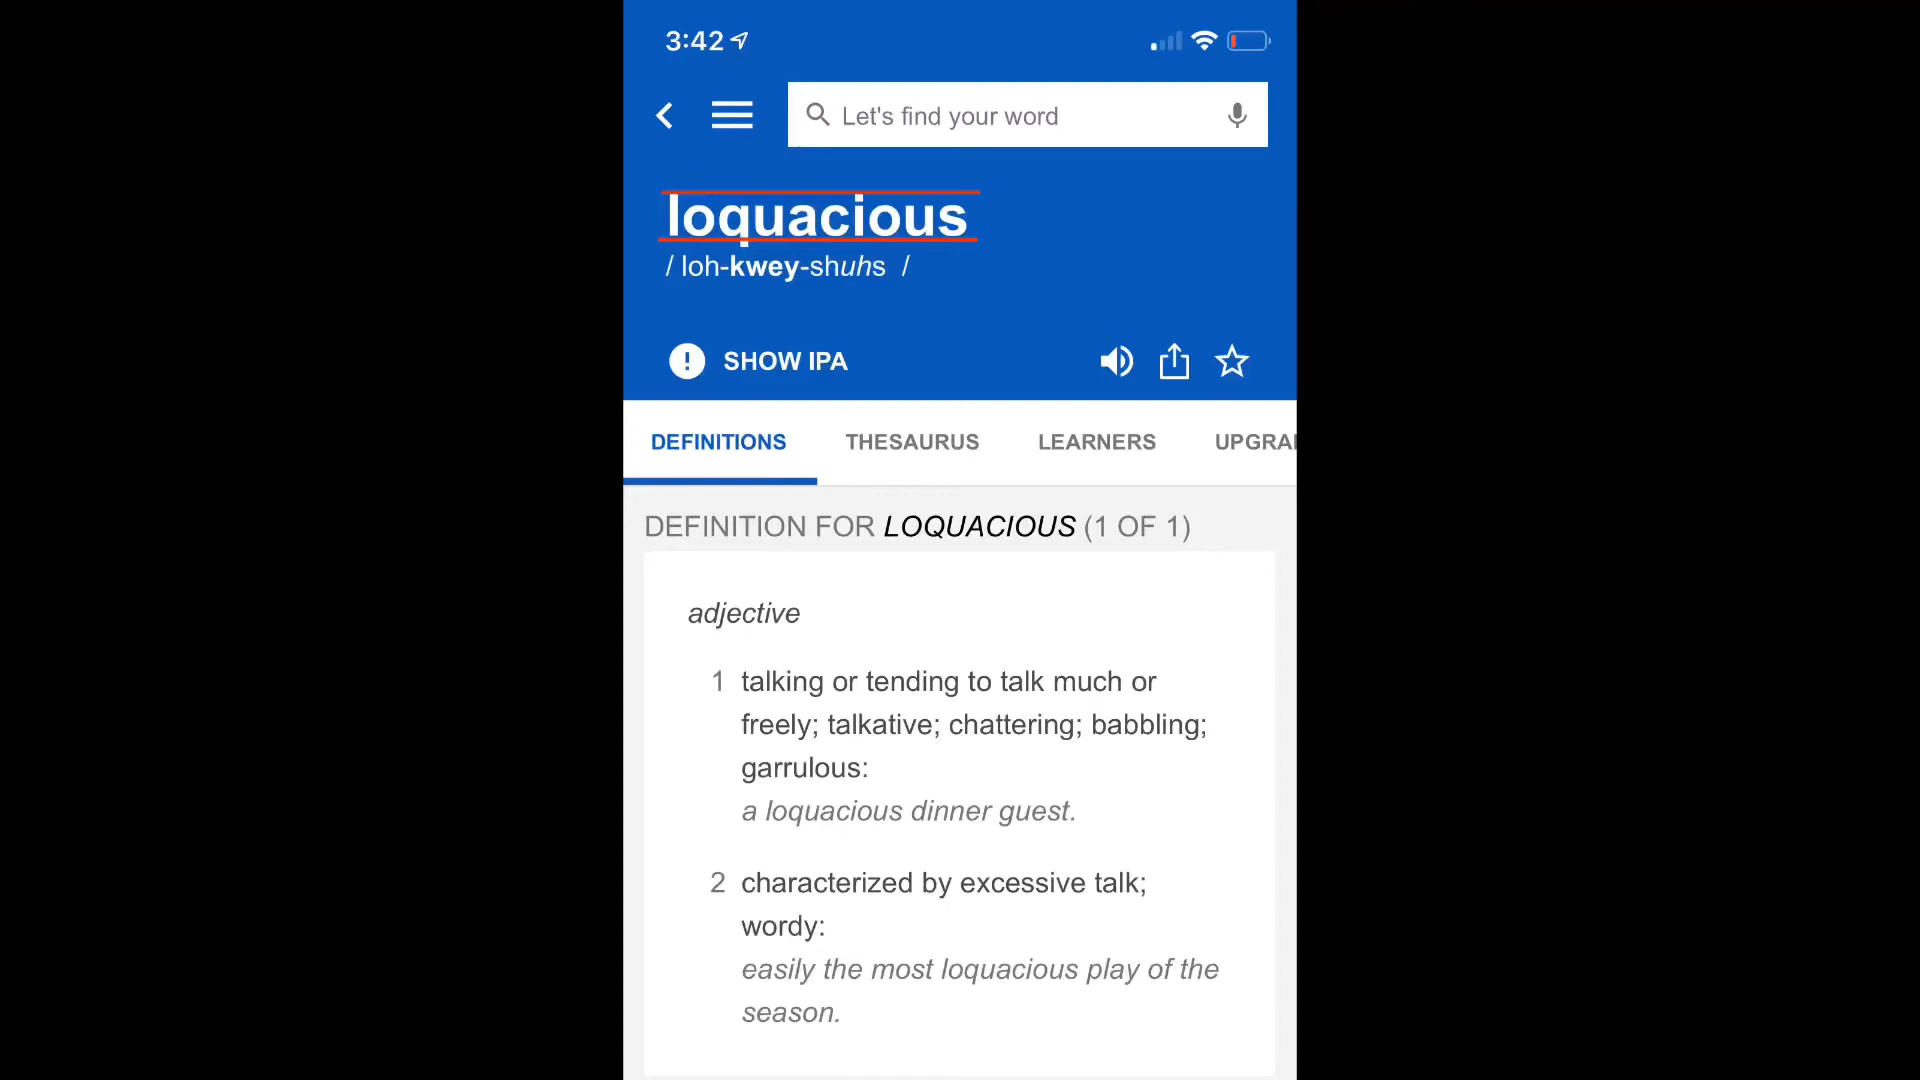 3:42
Let's find your word
loquacious
/ loh-kwey-shuhs /
SHOW IPA
DEFINITIONS THESAURUS LEARNERS UPGRA
DEFINITION FOR LOQUACIOUS (1 OF 1)
adjective
1 talking or tending to talk much or
freely; talkative; chattering; babbling;
garrulous:
a loquacious dinner guest.
2 characterized by excessive talk;
wordy:
easily the most loquacious play of the
season.